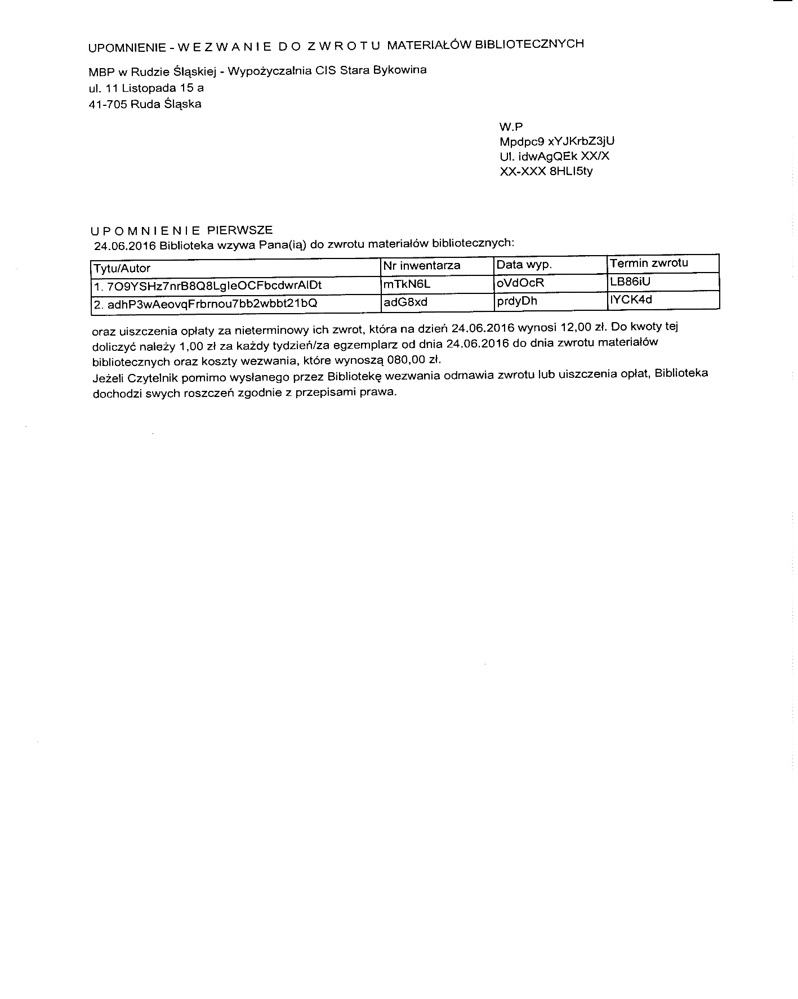 UPOMNIENIE - W E Z W A N I E D O Z W R O T U MATERIAŁÓW BIBLIOTECZNYCH
MBP w Rudzie Śląskiej - Wypożyczalnia CIS Stara Bykowina
ul. 11 Listopada 15 a
41-705 Ruda Śląska
W.P
Mpdpc9 xYJKrbZ3jU
Ul. idwAgQEk XX/X
XX-XXX 8HLI5ty
U P O M N I E N I E PIERWSZE
24.06.2016 Biblioteka wzywa Pana(ią) do zwrotu materiałów bibliotecznych:
Tytu/Autor Nr inwentarza Data wyp. Termin zwrotu
1. 7O9YSHz7nrB8Q8LgIeOCFbcdwrAIDt mTkN6L oVdOcR LB86iU
2. adhP3wAeovqFrbrnou7bb2wbbt21bQ adG8xd prdyDh IYCK4d
oraz uiszczenia opłaty za nieterminowy ich zwrot, która na dzień 24.06.2016 wynosi 12,00 zł. Do kwoty tej
doliczyć należy 1,00 zł za każdy tydzień/za egzemplarz od dnia 24.06.2016 do dnia zwrotu materiałów
bibliotecznych oraz koszty wezwania, które wynoszą 080,00 zł.
Jeżeli Czytelnik pomimo wysłanego przez Bibliotekę wezwania odmawia zwrotu lub uiszczenia opłat, Biblioteka
dochodzi swych roszczeń zgodnie z przepisami prawa.